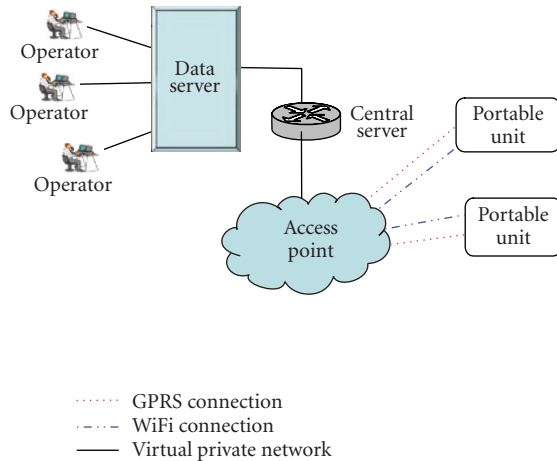 Operator
Operator
Operator
Data
server
Central
server
Portable
unit
Access
point
Portable
unit
GPRS connection
WiFi connection
Virtual private network